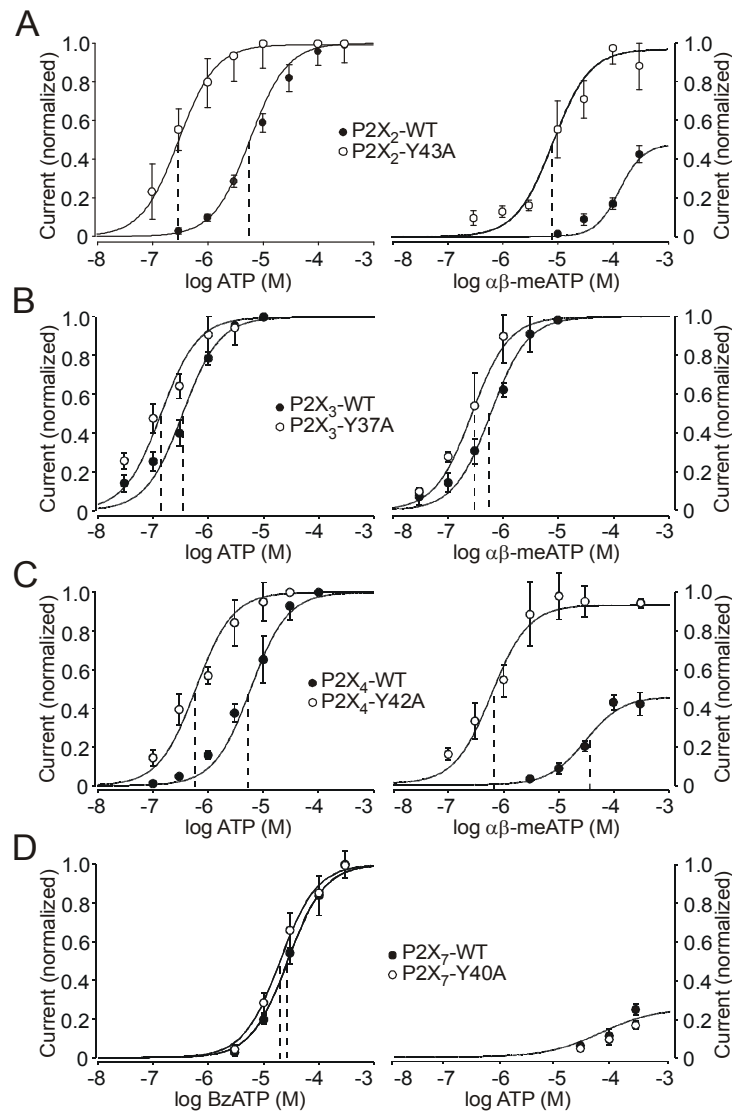 A
Current (normalized)
1.0
0.8
0.6
0.4
0.2
0
P2X2-WT
P2X2-Y43A
1.0
0.8
0.6
0.4
0.2
0
Current (normalized)
-8 -7 -6 -5 -4 -3
-8 -7 -6 -5 -4 -3
log ATP (M)
log αβ-meATP (M)
B
Current (normalized)
1.0
0.8
0.6
0.4
0.2
0
P2X3-WT
P2X3-Y37A
1.0
0.8
0.6
0.4
0.2
0
Current (normalized)
-8 -7 -6 -5 -4 -3
-8 -7 -6 -5 -4 -3
log ATP (M)
log αβ-meATP (M)
C
Current (normalized)
1.0
0.8
0.6
0.4
0.2
0
P2X4-WT
P2X4-Y42A
1.0
0.8
0.6
0.4
0.2
0
Current (normalized)
-8 -7 -6 -5 -4 -3
-8 -7 -6 -5 -4 -3
log ATP (M)
log αβ-meATP (M)
D
Current (normalized)
1.0
0.8
0.6
0.4
0.2
0
P2X7-WT
P2X7-Y40A
1.0
0.8
0.6
0.4
0.2
0
Current (normalized)
-8 -7 -6 -5 -4 -3
-8 -7 -6 -5 -4 -3
log BzATP (M)
log ATP (M)